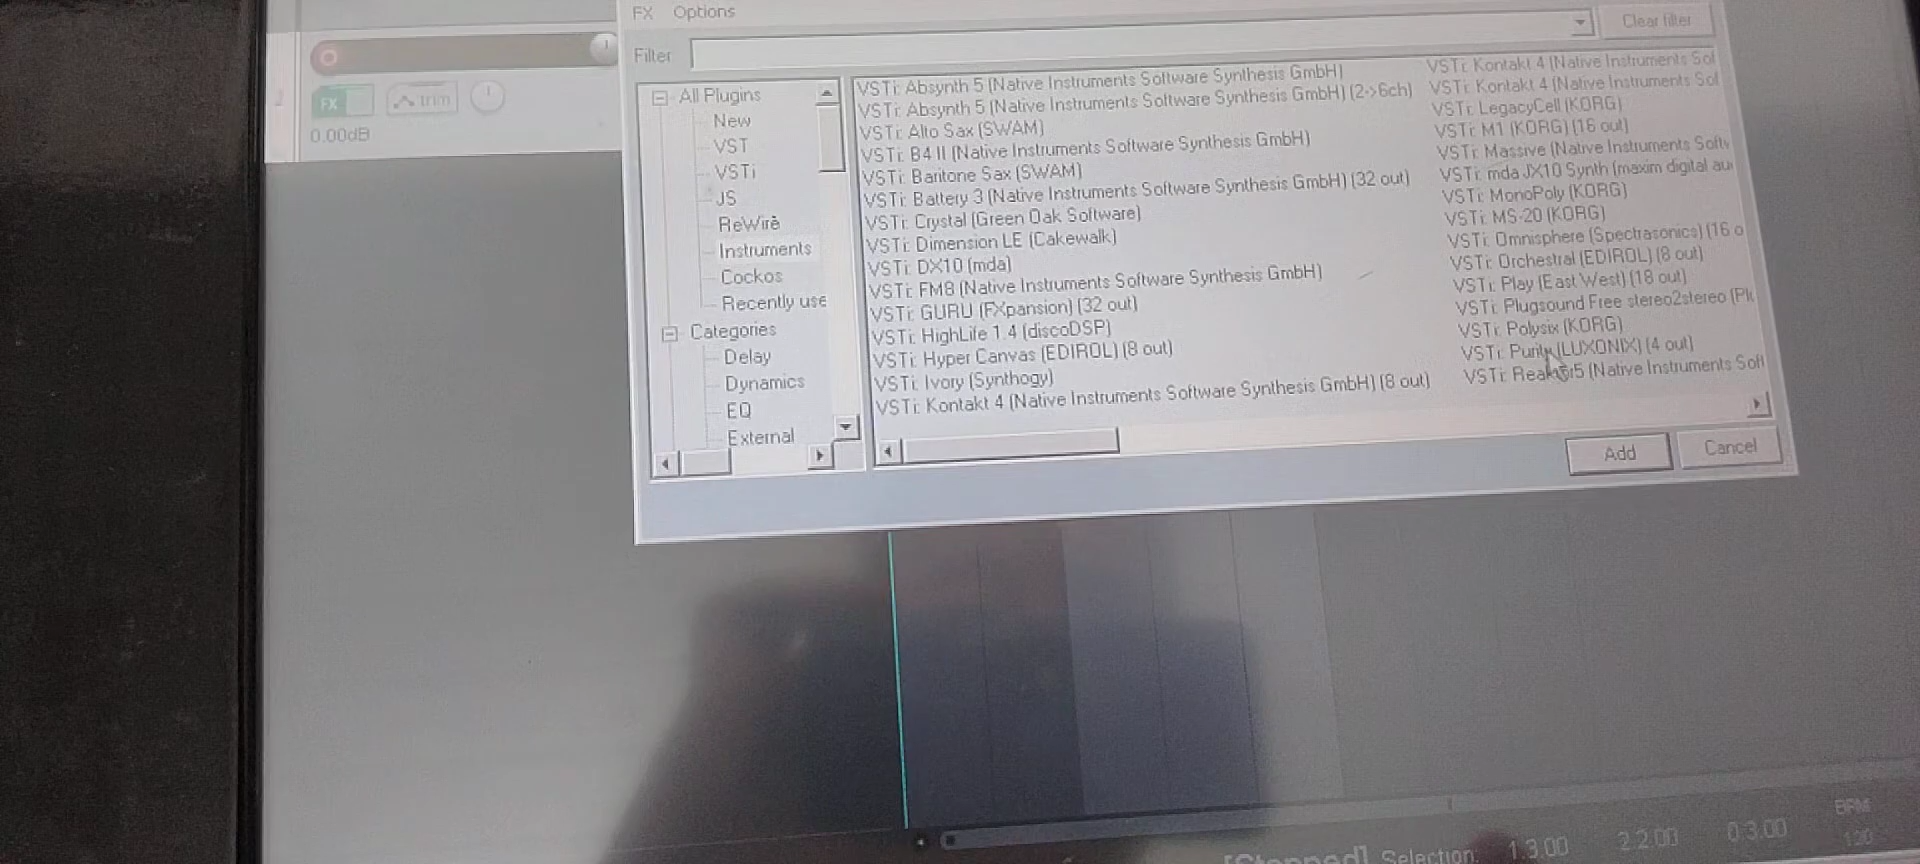 FX Options
Filter
Clear filter
All Plugins
New
VST
VSTi
JS
ReWire
Instruments
Cockos
Recently use
Categories
Delay
Dynamics
EQ
External
VSTi: Absynth 5 (Native Instruments Software Synthesis GmbH)
VSTi: Absynth 5 (Native Instruments Software Synthesis GmbH) (2->6ch)
VSTi: Alto Sax (SWAM)
VSTi: B4 II (Native Instruments Software Synthesis GmbH)
VSTi: Baritone Sax (SWAM)
VSTi: Battery 3 (Native Instruments Software Synthesis GmbH) (32 out)
VSTi: Crystal (Green Oak Software)
VSTi: Dimension LE (Cakewalk)
VSTi: DX10 (mda)
VSTi: FM8 (Native Instruments Software Synthesis GmbH)
VSTi: GURU (FXpansion) (32 out)
VSTi: HighLife 1.4 (discoDSP)
VSTi: Hyper Canvas (EDIROL) (8 out)
VSTi: Ivory (Synthogy)
VSTi: Kontakt 4 (Native Instruments Software Synthesis GmbH) (8 out)
VSTi: Kontakt 4 (Native Instruments Sof
VSTi: Kontakt 4 (Native Instruments Sof
VSTi: LegacyCell (KORG)
VSTi: M1 (KORG) (16 out)
VSTi: Massive (Native Instruments Softw
VSTi: mda JX10 Synth (maxim digital au
VSTi: MonoPoly (KORG)
VSTi: MS-20 (KORG)
VSTi: Omnisphere (Spectrasonics) (16 o
VSTi: Orchestral (EDIROL) (8 out)
VSTi: Play (East West) (18 out)
VSTi: Plugsound Free stereo2stereo (Pl
VSTi: Polysix (KORG)
VSTi: Purity (LUXONIX) (4 out)
VSTi: Reaktor5 (Native Instruments Soft
Add
Cancel
1
FX
trim
0.00dB
[Stopped] Selection: 1.3.00 2.2.00 0:3.00
BPM
120